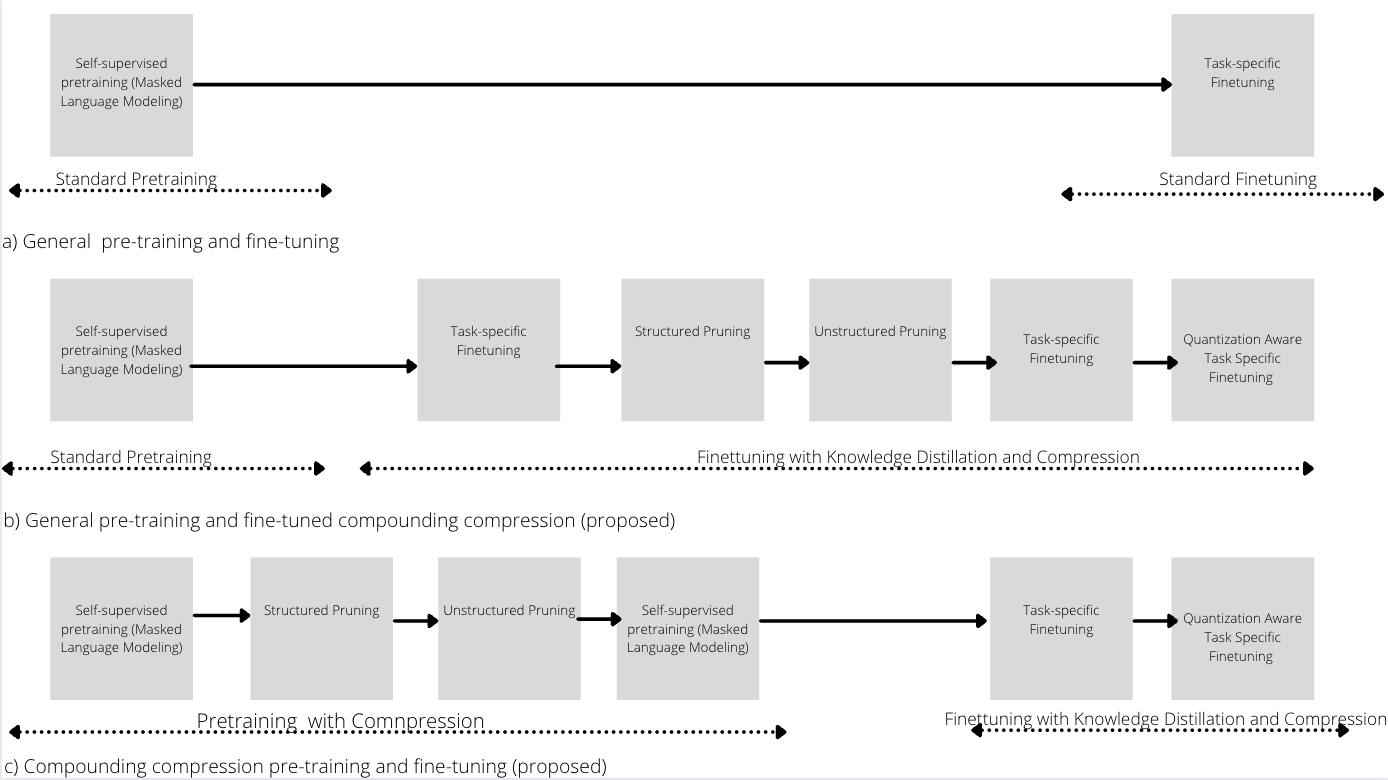 Self-supervised
pretraining (Masked
Language Modeling)
Task-specific
Finetuning
Standard Pretraining
Standard Finetuning
a) General  pre-training and fine-tuning
Self-supervised
pretraining (Masked
Language Modeling)
Task-specific
Finetuning
Structured Pruning
Unstructured Pruning
Task-specific
Finetuning
Quantization Aware
Task Specific
Finetuning
Standard Pretraining
Finettuning with Knowledge Distillation and Compression
b) General pre-training and fine-tuned compounding compression (proposed)
Self-supervised
pretraining (Masked
Language Modeling)
Structured Pruning
Unstructured Pruning
Self-supervised
pretraining (Masked
Language Modeling)
Task-specific
Finetuning
Quantization Aware
Task Specific
Finetuning
Pretraining  with Comnpression
Finettuning with Knowledge Distillation and Compression
c) Compounding compression pre-training and fine-tuning (proposed)